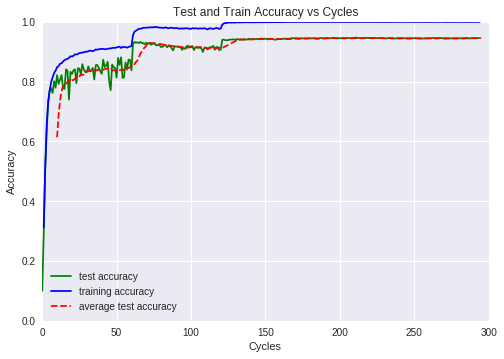 Test and Train Accuracy vs Cycles
1.0
0.8
0.6
0.4
0.2
0.0
Accuracy
test accuracy
training accuracy
average test accuracy
0 50 100 150 200 250 300
Cycles